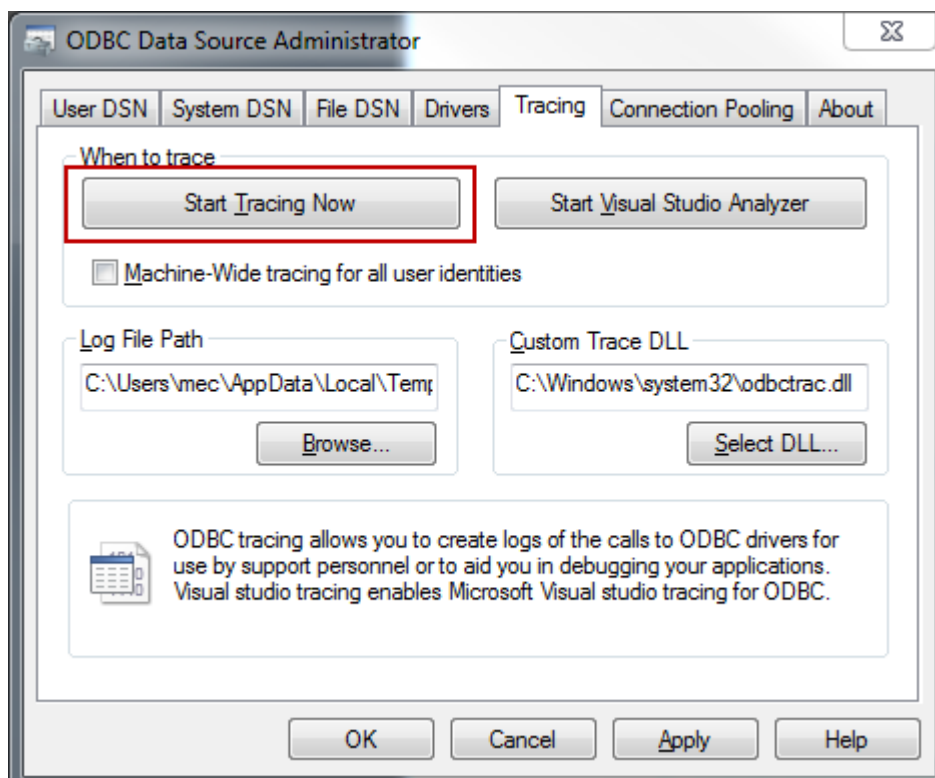 ODBC Data Source Administrator
User DSN System DSN File DSN Drivers Tracing Connection Pooling About
When to trace
Start Tracing Now Start Visual Studio Analyzer
Machine-Wide tracing for all user identities
Log File Path Custom Trace DLL
C:\Users\mec\AppData\Local\Temp C:\Windows\system32\odbctrac.dll
Browse... Select DLL...
ODBC tracing allows you to create logs of the calls to ODBC drivers for
use by support personnel or to aid you in debugging your applications.
Visual studio tracing enables Microsoft Visual studio tracing for ODBC.
OK Cancel Apply Help